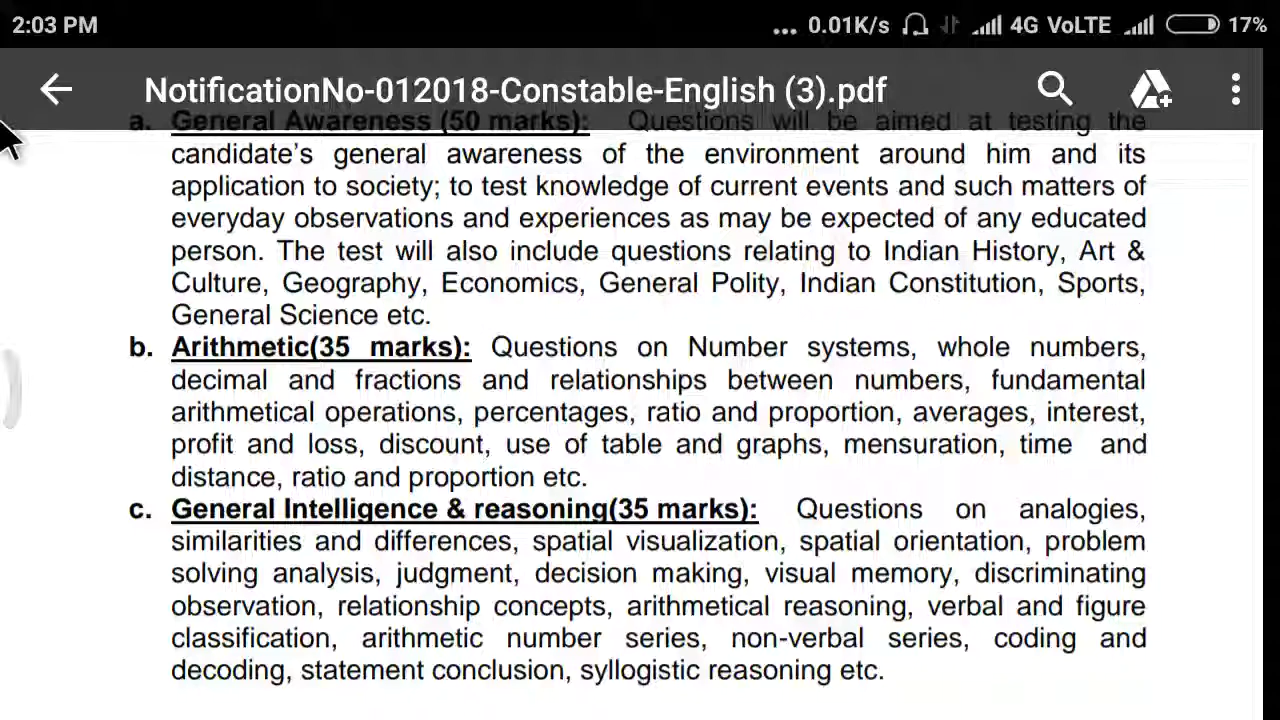 2:03 PM
... 0.01K/s 4G VoLTE 17%
NotificationNo-012018-Constable-English (3).pdf
a. General Awareness (50 marks): Questions will be aimed at testing the
candidate's general awareness of the environment around him and its
application to society; to test knowledge of current events and such matters of
everyday observations and experiences as may be expected of any educated
person. The test will also include questions relating to Indian History, Art &
Culture, Geography, Economics, General Polity, Indian Constitution, Sports,
General Science etc.
b. Arithmetic(35 marks): Questions on Number systems, whole numbers,
decimal and fractions and relationships between numbers, fundamental
arithmetical operations, percentages, ratio and proportion, averages, interest,
profit and loss, discount, use of table and graphs, mensuration, time and
distance, ratio and proportion etc.
c. General Intelligence & reasoning(35 marks): Questions on analogies,
similarities and differences, spatial visualization, spatial orientation, problem
solving analysis, judgment, decision making, visual memory, discriminating
observation, relationship concepts, arithmetical reasoning, verbal and figure
classification, arithmetic number series, non-verbal series, coding and
decoding, statement conclusion, syllogistic reasoning etc.